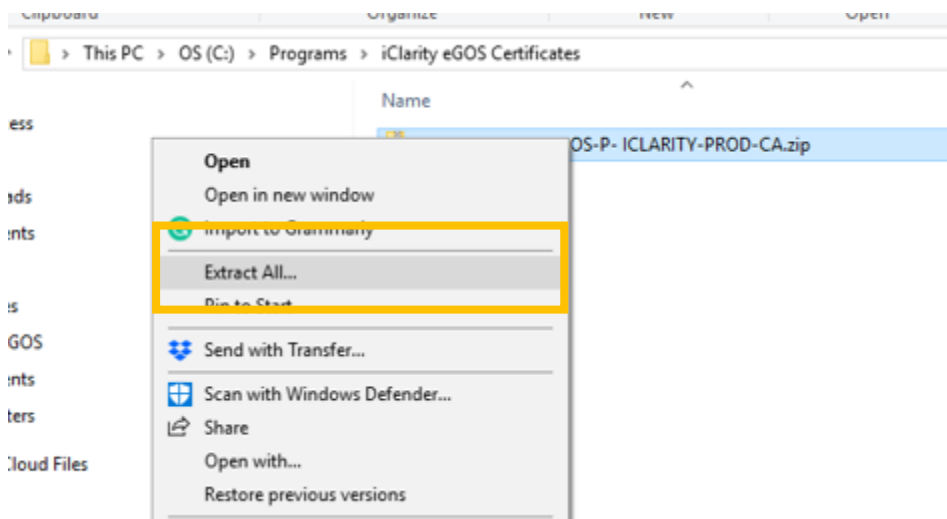 Clipboard Organize New Open
This PC > OS (C:) > Programs > iClarity eGOS Certificates
Name
ess
OS-P- ICLARITY-PROD-CA.zip
Open
Open in new window
ads
Import to Grammarly
ents
Extract All...
Pin to Start
es
GOS
Send with Transfer...
ents
Scan with Windows Defender...
ters
Share
Open with...
Cloud Files
Restore previous versions